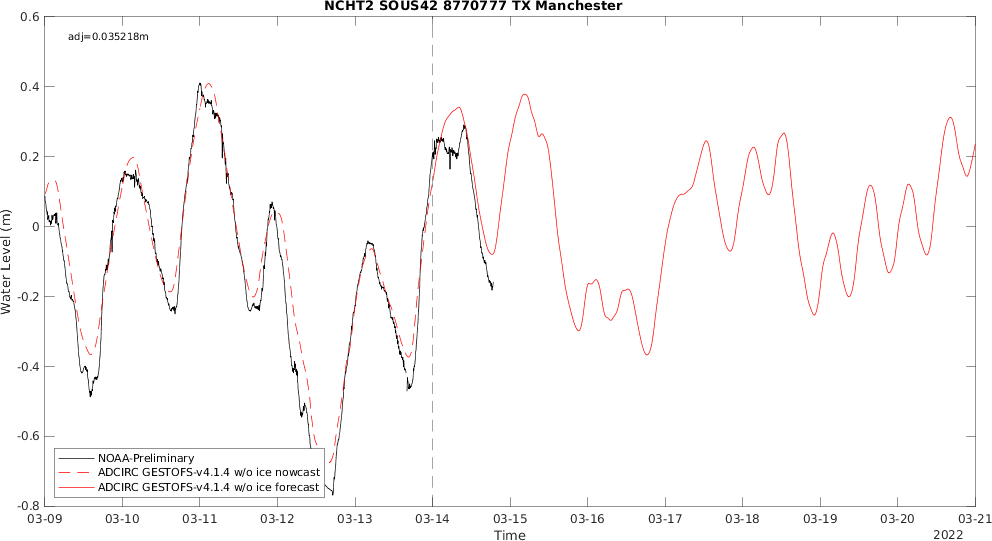 NCHT2 SOUS42 8770777 TX Manchester
adj=0.035218m
0.6
0.4
0.2
0
-0.2
-0.4
-0.6
-0.8
Water Level (m)
NOAA-Preliminary
ADCIRC GESTOFS-v4.1.4 w/o ice nowcast
ADCIRC GESTOFS-v4.1.4 w/o ice forecast
03-09 03-10 03-11 03-12 03-13 03-14 03-15 03-16 03-17 03-18 03-19 03-20 03-21
Time
2022